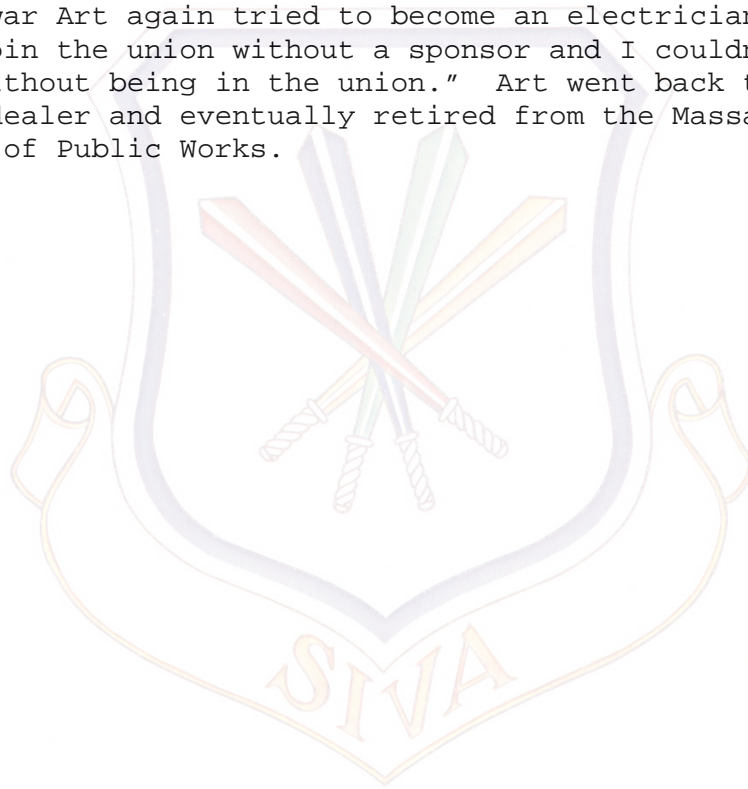 war Art again tried to become an electrician
oin the union without a sponsor and I couldn
ithout being in the union." Art went back t
dealer and eventually retired from the Massa
of Public Works.
SIVA